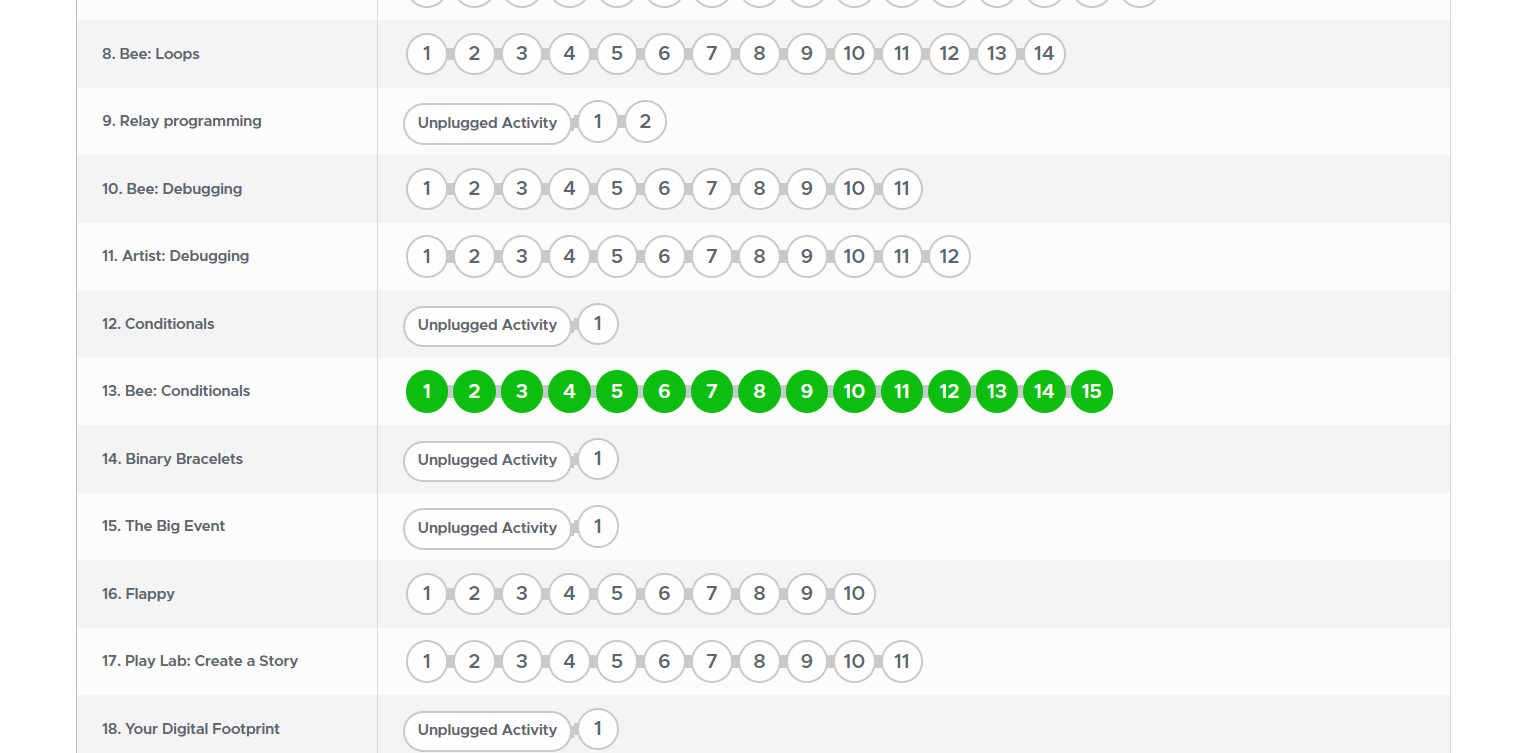 8. Bee: Loops 1 2 3 4 5 6 7 8 9 10 11 12 13 14
9. Relay programming Unplugged Activity 1 2
10. Bee: Debugging 1 2 3 4 5 6 7 8 9 10 11
11. Artist: Debugging 1 2 3 4 5 6 7 8 9 10 11 12
12. Conditionals Unplugged Activity 1
13. Bee: Conditionals 1 2 3 4 5 6 7 8 9 10 11 12 13 14 15
14. Binary Bracelets Unplugged Activity 1
15. The Big Event Unplugged Activity 1
16. Flappy 1 2 3 4 5 6 7 8 9 10
17. Play Lab: Create a Story 1 2 3 4 5 6 7 8 9 10 11
18. Your Digital Footprint Unplugged Activity 1